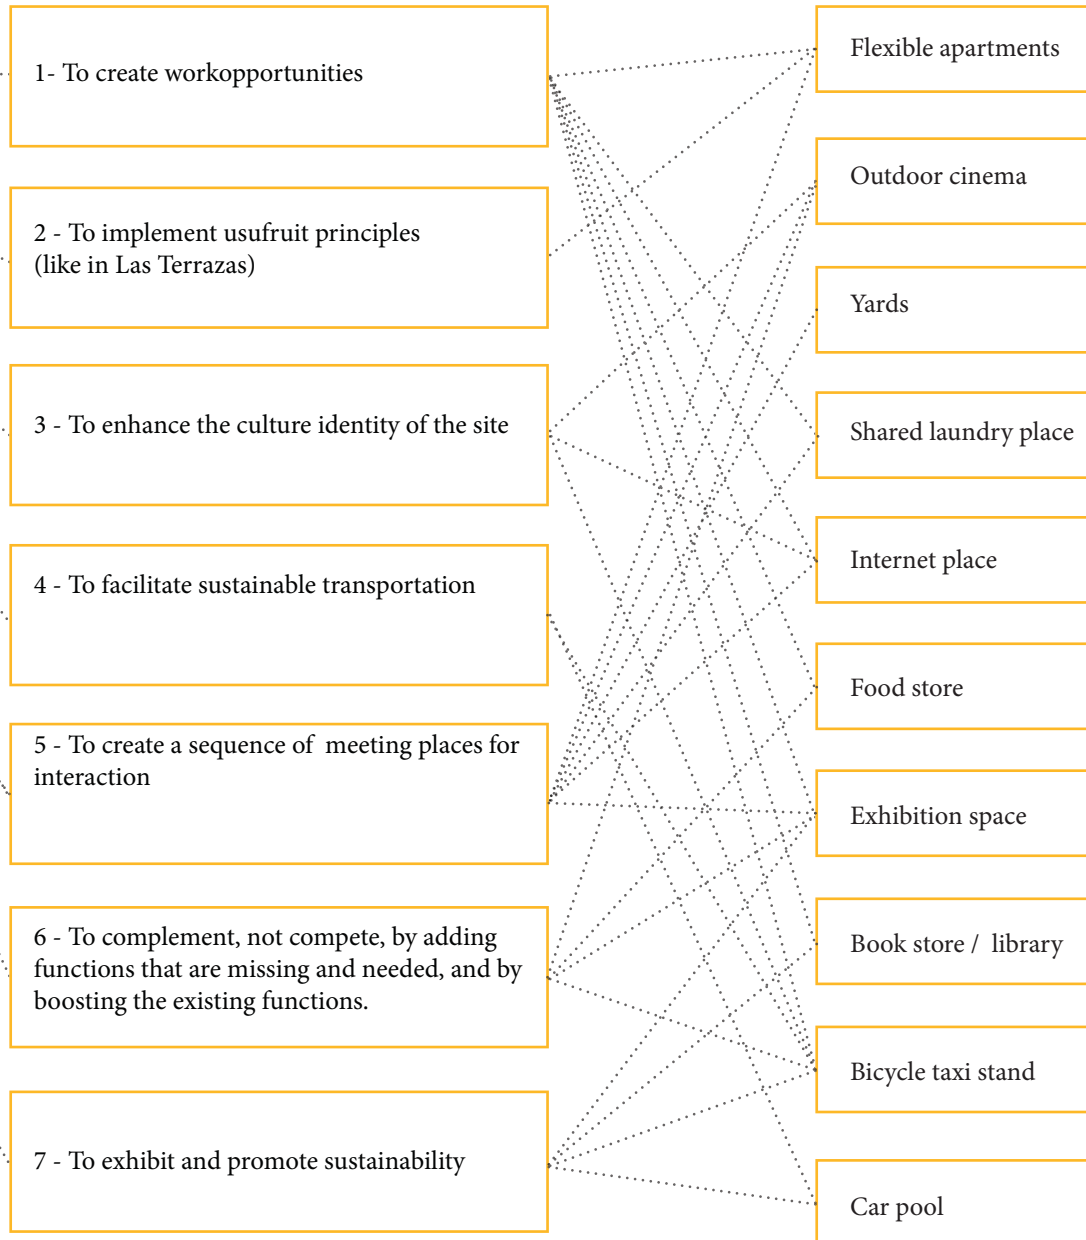 1- To create workopportunities
2 - To implement usufruit principles
(like in Las Terrazas)
3 - To enhance the culture identity of the site
4 - To facilitate sustainable transportation
5 - To create a sequence of  meeting places for
interaction
6 - To complement, not compete, by adding
functions that are missing and needed, and by
boosting the existing functions.
7 - To exhibit and promote sustainability
Flexible apartments
Outdoor cinema
Yards
Shared laundry place
Internet place
Food store
Exhibition space
Book store /  library
Bicycle taxi stand
Car pool